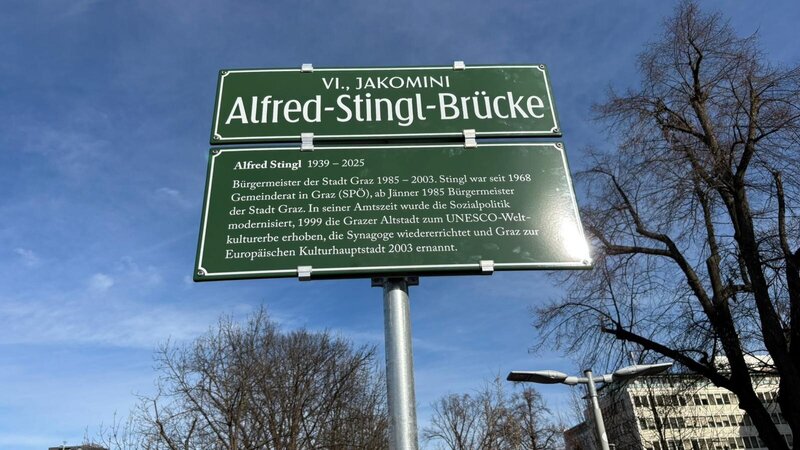 VI., JAKOMINI
Alfred-Stingl-Brücke
Alfred Stingl 1939 – 2025
Bürgermeister der Stadt Graz 1985 – 2003. Stingl war seit 1968
Gemeinderat in Graz (SPÖ), ab Jänner 1985 Bürgermeister
der Stadt Graz. In seiner Amtszeit wurde die Sozialpolitik
modernisiert, 1999 die Grazer Altstadt zum UNESCO-Welt-
kulturerbe erhoben, die Synagoge wiedererrichtet und Graz zur
Europäischen Kulturhauptstadt 2003 ernannt.